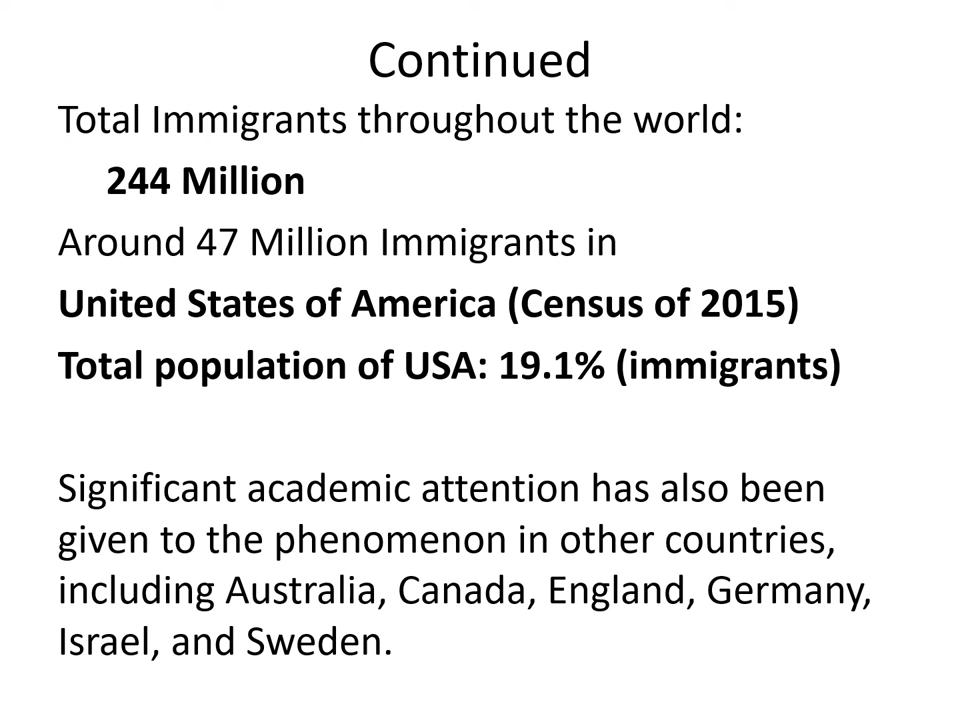 Continued
Total Immigrants throughout the world:
244 Million
Around 47 Million Immigrants in
United States of America (Census of 2015)
Total population of USA: 19.1% (immigrants)
Significant academic attention has also been
given to the phenomenon in other countries,
including Australia, Canada, England, Germany,
Israel, and Sweden.